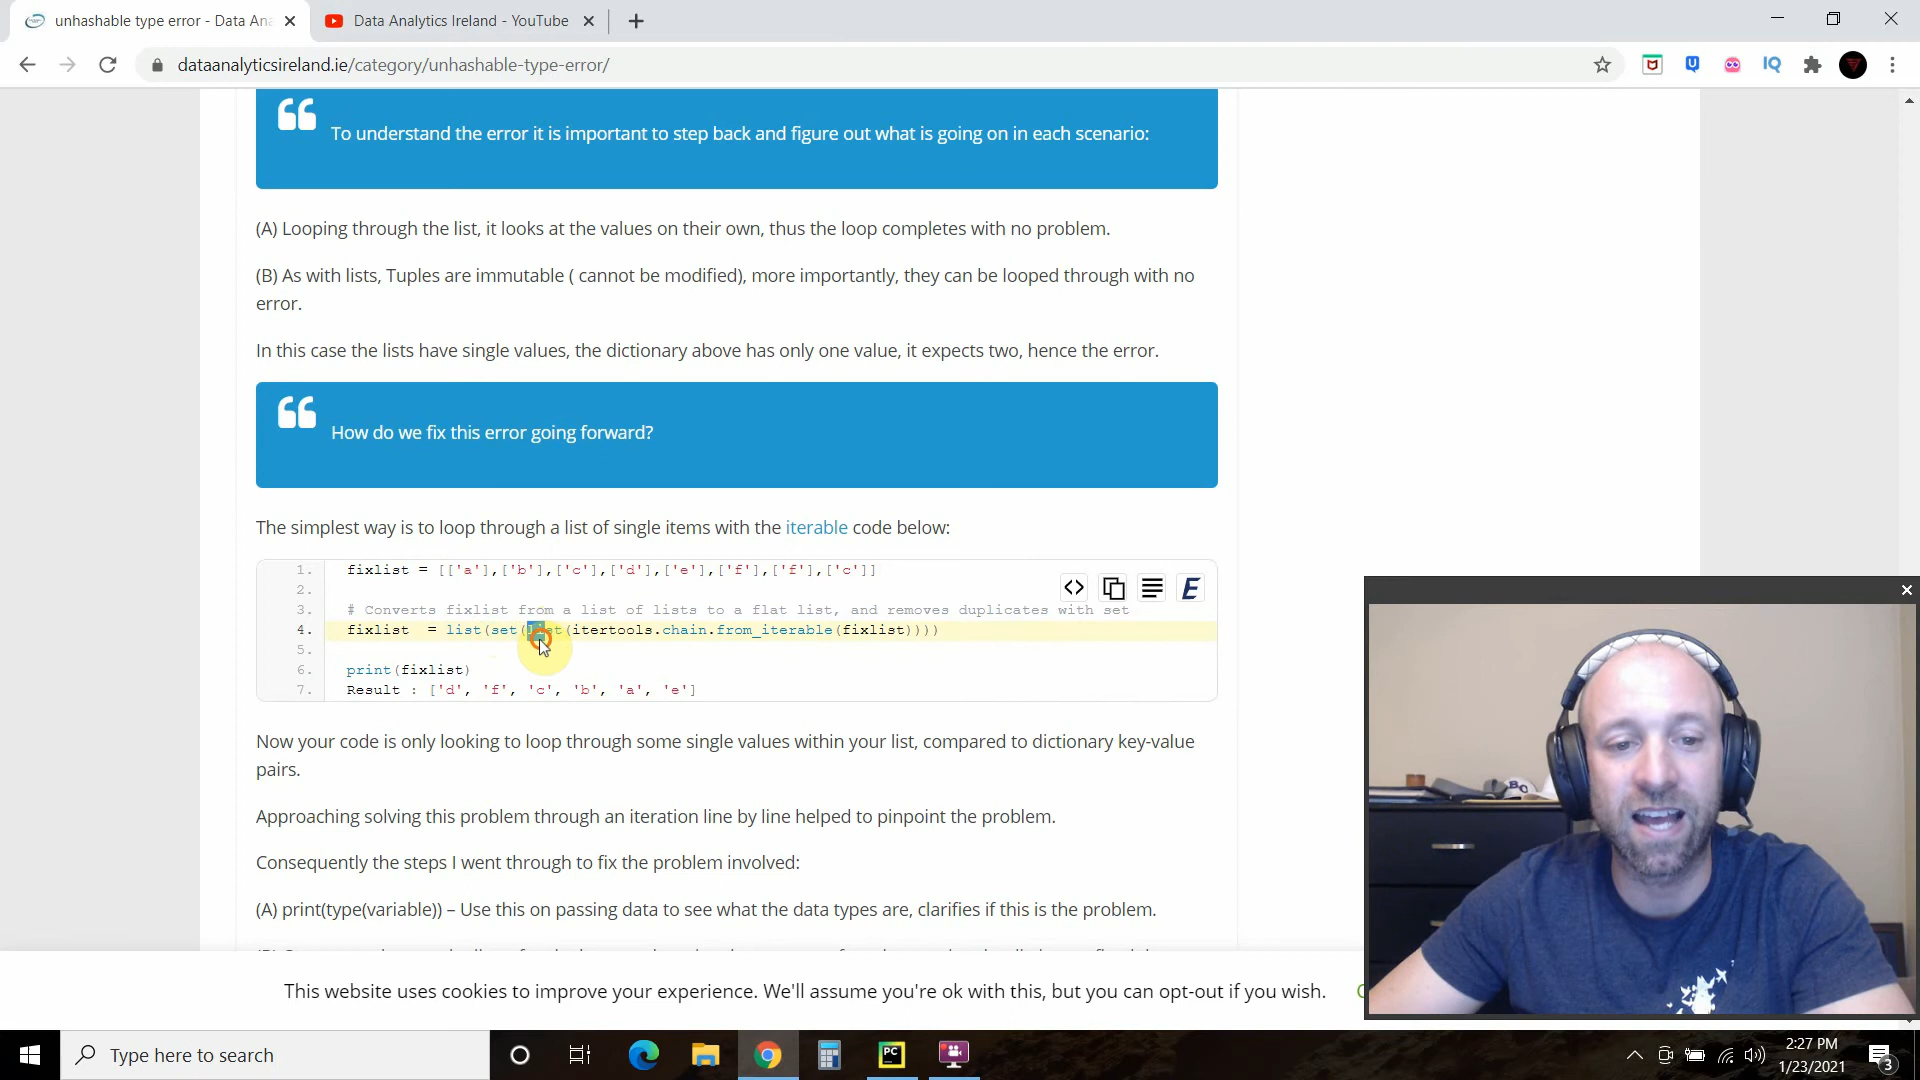 unhashable type error - Data Ana
Data Analytics Ireland - YouTube
dataanalyticsireland.ie/category/unhashable-type-error/
To understand the error it is important to step back and figure out what is going on in each scenario:
(A) Looping through the list, it looks at the values on their own, thus the loop completes with no problem.
(B) As with lists, Tuples are immutable ( cannot be modified), more importantly, they can be looped through with no
error.
In this case the lists have single values, the dictionary above has only one value, it expects two, hence the error.
How do we fix this error going forward?
The simplest way is to loop through a list of single items with the iterable code below:
1. fixlist = [['a'],['b'],['c'],['d'],['e'],['f'],['f'],['c']]
2.
3. # Converts fixlist from a list of lists to a flat list, and removes duplicates with set
4. fixlist  = list(set(list(itertools.chain.from_iterable(fixlist))))
5.
6. print(fixlist)
7. Result : ['d', 'f', 'c', 'b', 'a', 'e']
Now your code is only looking to loop through some single values within your list, compared to dictionary key-value
pairs.
Approaching solving this problem through an iteration line by line helped to pinpoint the problem.
Consequently the steps I went through to fix the problem involved:
(A) print(type(variable)) – Use this on passing data to see what the data types are, clarifies if this is the problem.
This website uses cookies to improve your experience. We'll assume you're ok with this, but you can opt-out if you wish.
Type here to search
PC
2:27 PM
1/23/2021
3